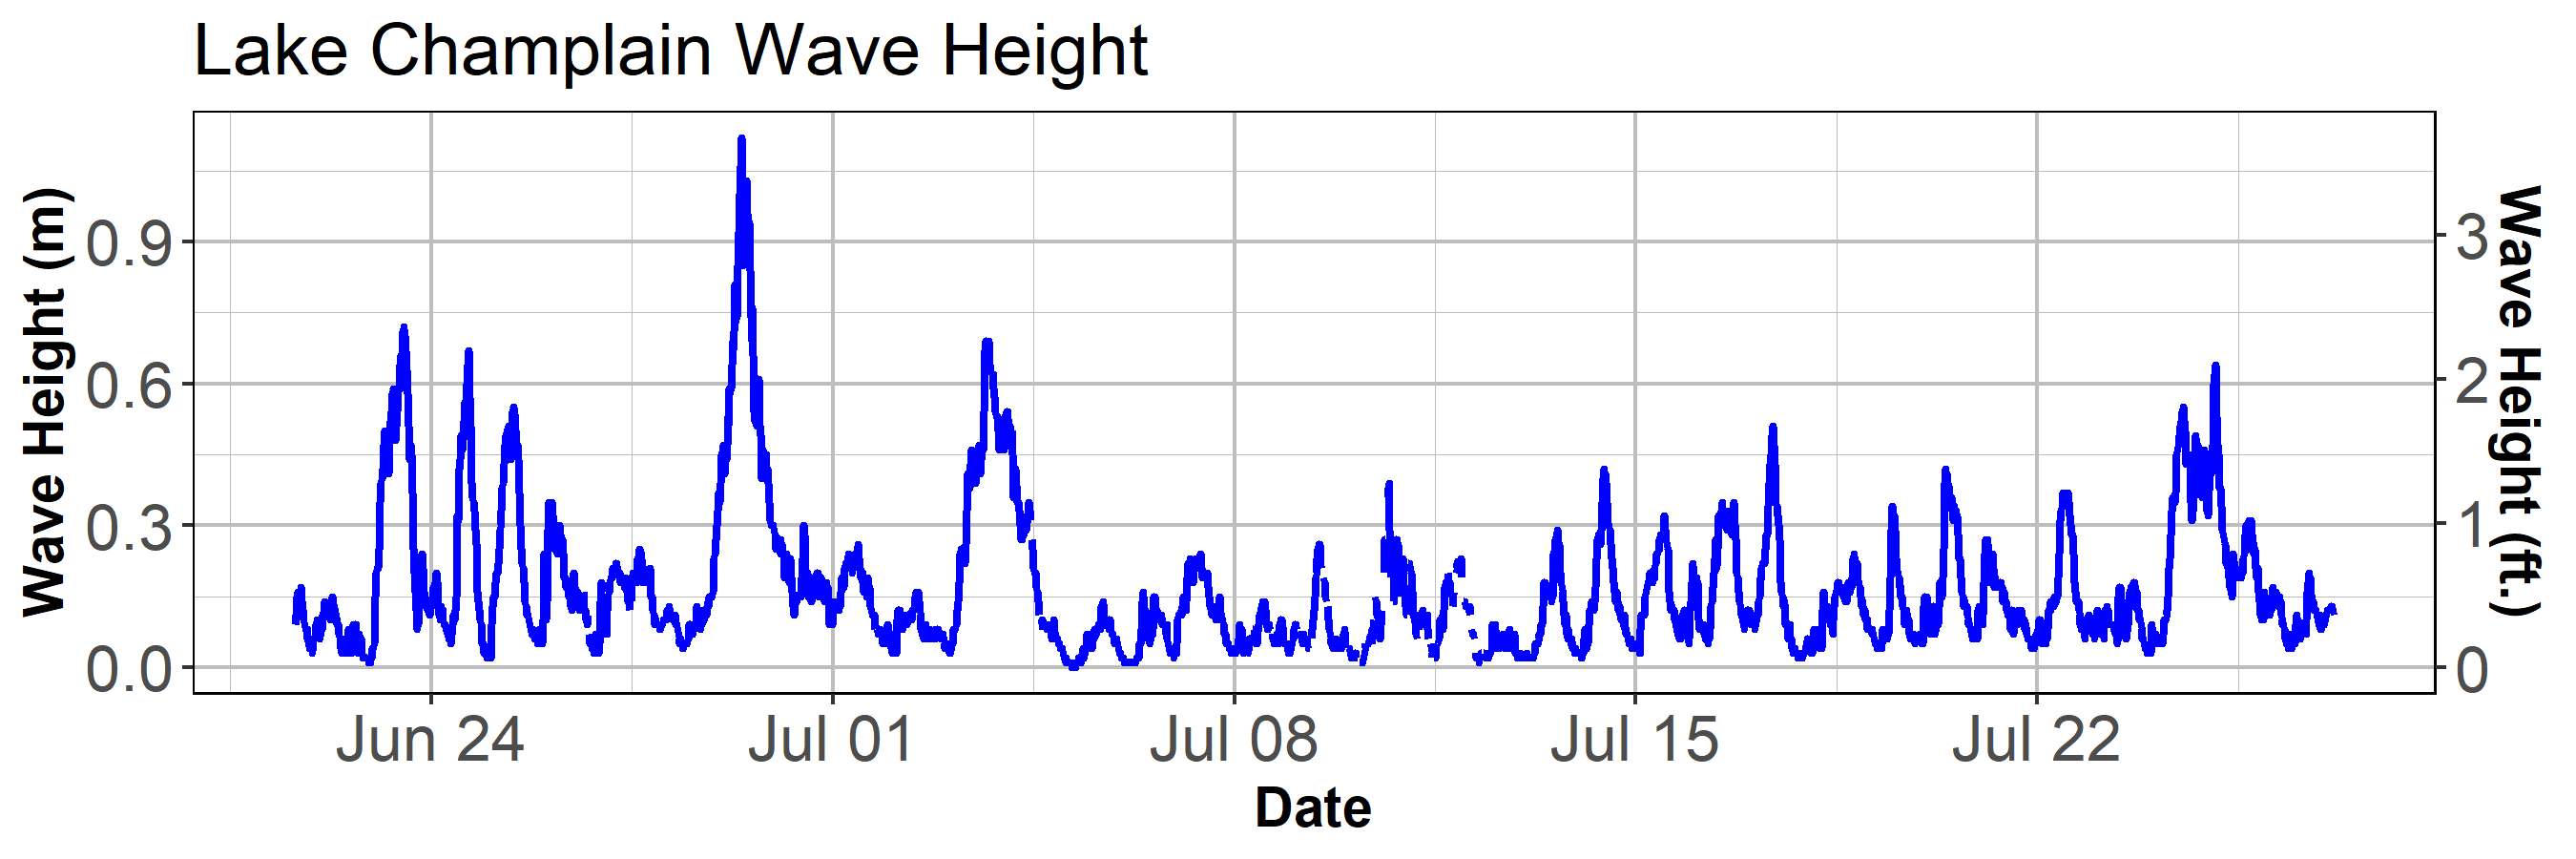 Lake Champlain Wave Height
Wave Height (m)
0.9
0.6
0.3
0.0
3
2
1
0
Wave Height (ft.)
Jun 24
Jul 01
Jul 08
Jul 15
Jul 22
Date